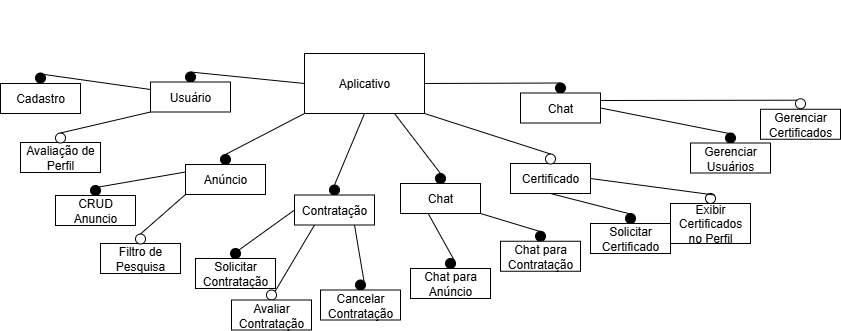 Aplicativo
Cadastro
Usuário
Chat
Gerenciar
Certificados
Avaliação de
Perfil
Gerenciar
Usuários
Anúncio
Certificado
CRUD
Anuncio
Contratação
Chat
Exibir
Certificados
no Perfil
Filtro de
Pesquisa
Solicitar
Contratação
Chat para
Contratação
Solicitar
Certificado
Chat para
Anúncio
Avaliar
Contratação
Cancelar
Contratação